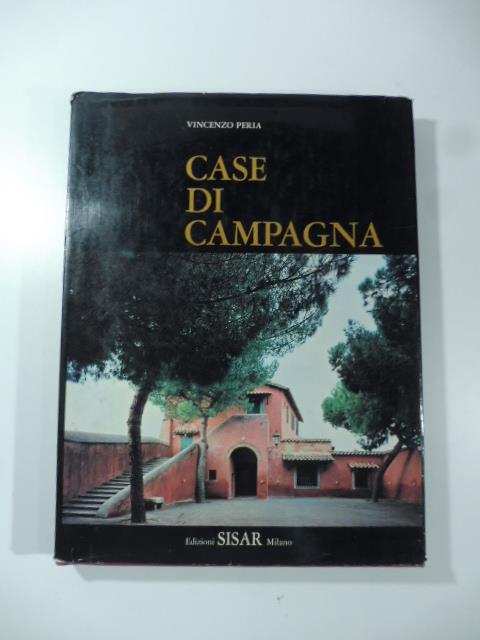 VINCENZO PERIA
CASE
DI
CAMPAGNA
Edizioni SISAR Milano